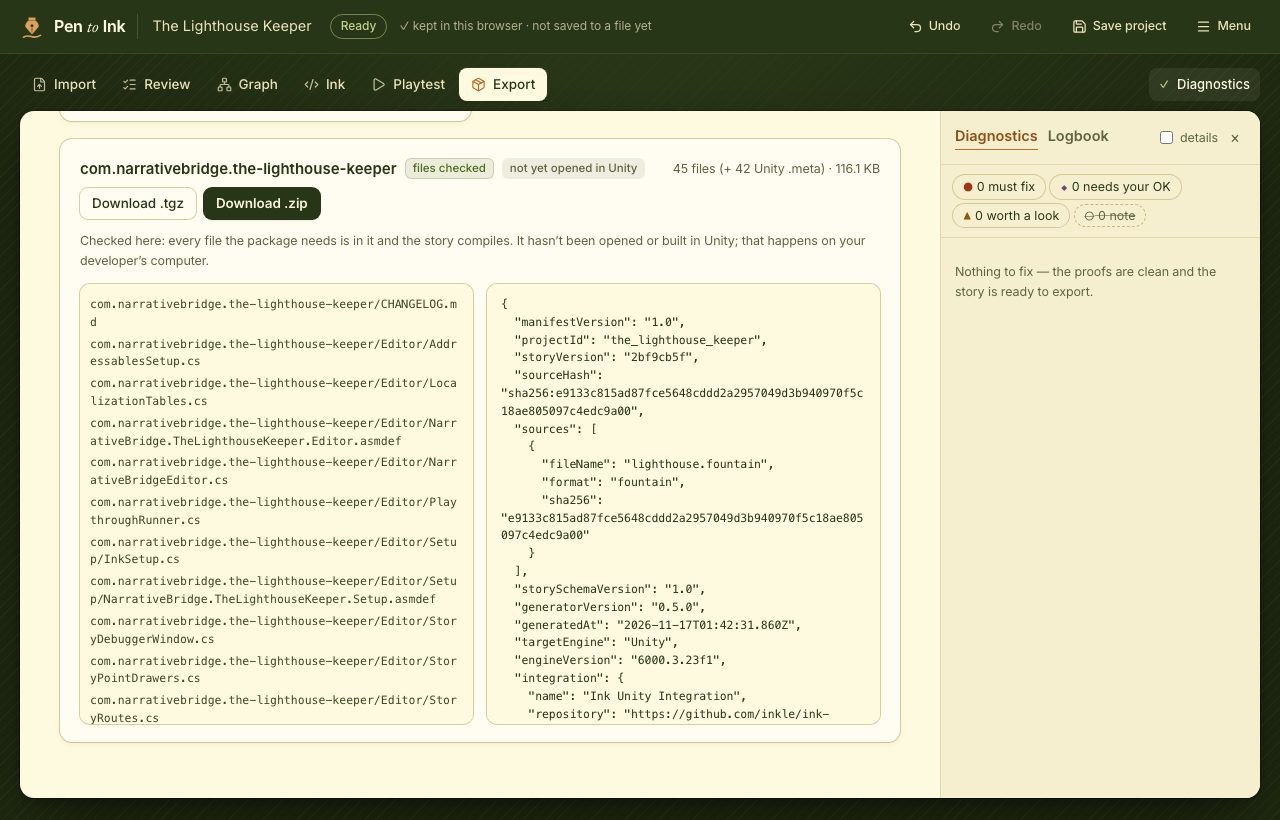 Pen to Ink
The Lighthouse Keeper
Ready
✓ kept in this browser · not saved to a file yet
Undo
Redo
Save project
Menu
Import
Review
Graph
Ink
Playtest
Export
✓ Diagnostics
com.narrativebridge.the-lighthouse-keeper
files checked
not yet opened in Unity
45 files (+ 42 Unity .meta) · 116.1 KB
Download .tgz
Download .zip
Checked here: every file the package needs is in it and the story compiles. It hasn’t been opened or built in Unity; that happens on your
developer’s computer.
com.narrativebridge.the-lighthouse-keeper/CHANGELOG.m
d
com.narrativebridge.the-lighthouse-keeper/Editor/Addr
essablesSetup.cs
com.narrativebridge.the-lighthouse-keeper/Editor/Loca
lizationTables.cs
com.narrativebridge.the-lighthouse-keeper/Editor/Narr
ativeBridge.TheLighthouseKeeper.Editor.asmdef
com.narrativebridge.the-lighthouse-keeper/Editor/Narr
ativeBridgeEditor.cs
com.narrativebridge.the-lighthouse-keeper/Editor/Play
throughRunner.cs
com.narrativebridge.the-lighthouse-keeper/Editor/Setu
p/InkSetup.cs
com.narrativebridge.the-lighthouse-keeper/Editor/Setu
p/NarrativeBridge.TheLighthouseKeeper.Setup.asmdef
com.narrativebridge.the-lighthouse-keeper/Editor/Stor
yDebuggerWindow.cs
com.narrativebridge.the-lighthouse-keeper/Editor/Stor
yPointDrawers.cs
com.narrativebridge.the-lighthouse-keeper/Editor/Stor
yRoutes.cs
{
"manifestVersion": "1.0",
"projectId": "the_lighthouse_keeper",
"storyVersion": "2bf9cb5f",
"sourceHash":
"sha256:e9133c815ad87fce5648cddd2a2957049d3b940970f5c
18ae805097c4edc9a00",
"sources": [
{
"fileName": "lighthouse.fountain",
"format": "fountain",
"sha256":
"e9133c815ad87fce5648cddd2a2957049d3b940970f5c18ae805
097c4edc9a00"
}
],
"storySchemaVersion": "1.0",
"generatorVersion": "0.5.0",
"generatedAt": "2026-11-17T01:42:31.860Z",
"targetEngine": "Unity",
"engineVersion": "6000.3.23f1",
"integration": {
"name": "Ink Unity Integration",
"repository": "https://github.com/inkle/ink-
Diagnostics
Logbook
details
×
0 must fix
0 needs your OK
0 worth a look
0 note
Nothing to fix — the proofs are clean and the
story is ready to export.